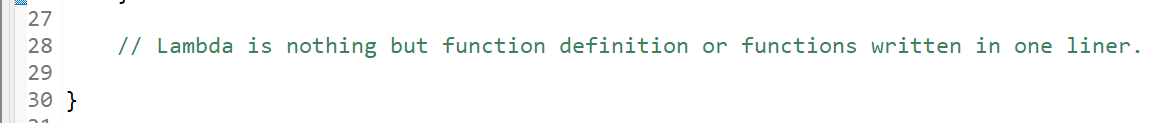 27
28 // Lambda is nothing but function definition or functions written in one liner.
29
30 }